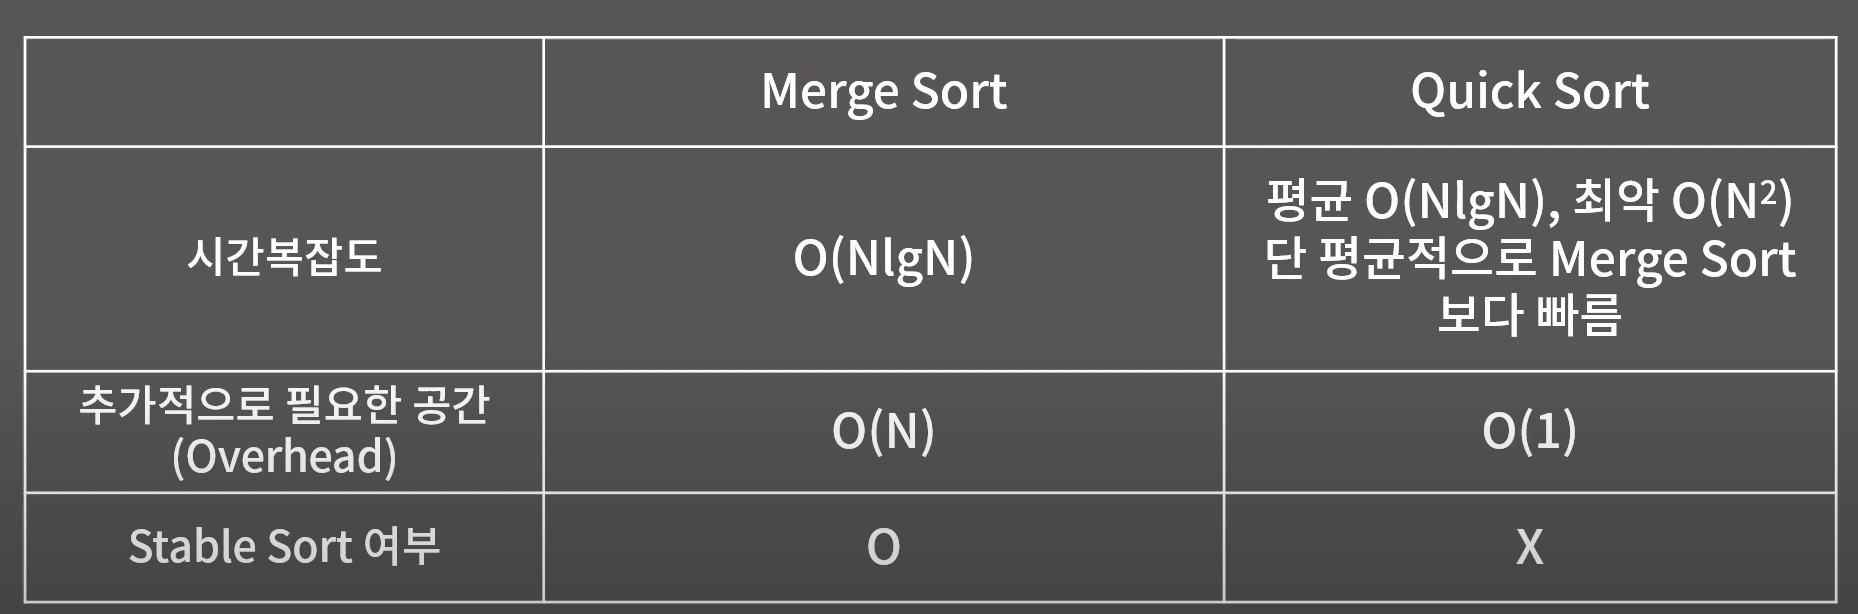 Merge Sort
Quick Sort
시간복잡도
O(NlgN)
평균 O(NlgN), 최악 O(N²)
단 평균적으로 Merge Sort
보다 빠름
추가적으로 필요한 공간
(Overhead)
O(N)
O(1)
Stable Sort 여부
O
X